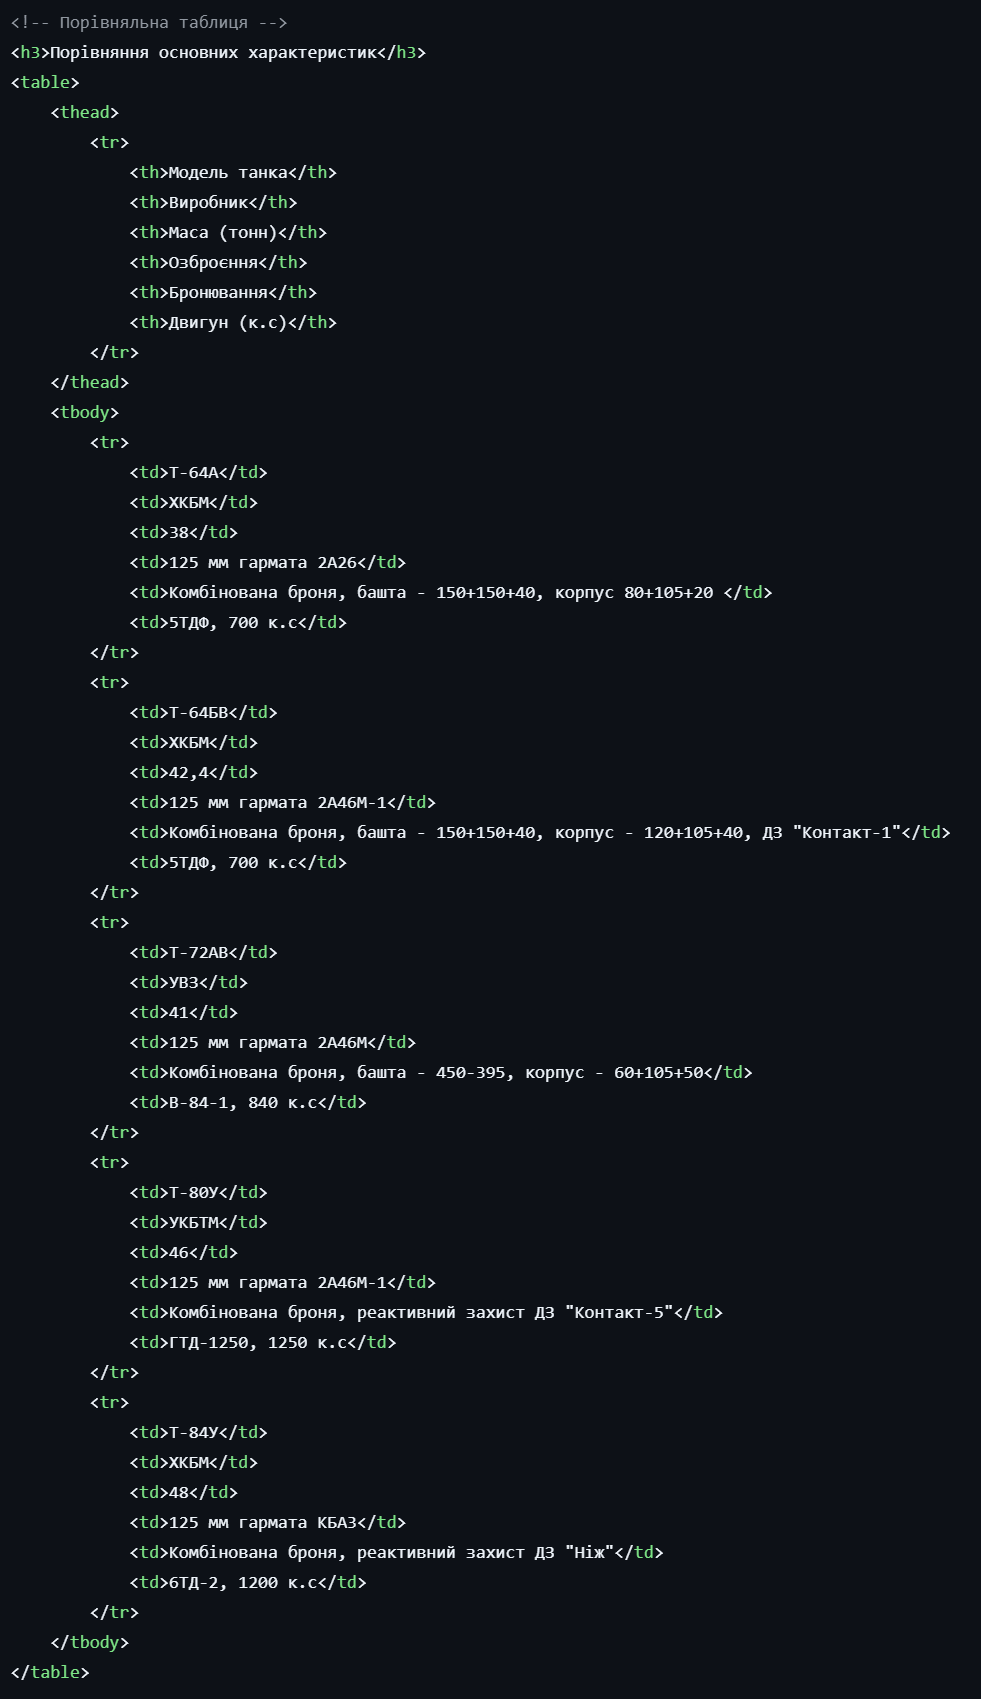 <!-- Порівняльна таблиця -->
<h3>Порівняння основних характеристик</h3>
<table>
    <thead>
        <tr>
            <th>Модель танка</th>
            <th>Виробник</th>
            <th>Маса (тонн)</th>
            <th>Озброєння</th>
            <th>Бронювання</th>
            <th>Двигун (к.с)</th>
        </tr>
    </thead>
    <tbody>
        <tr>
            <td>Т-64А</td>
            <td>ХКБМ</td>
            <td>38</td>
            <td>125 мм гармата 2А26</td>
            <td>Комбінована броня, башта - 150+150+40, корпус 80+105+20 </td>
            <td>5ТДФ, 700 к.с</td>
        </tr>
        <tr>
            <td>Т-64БВ</td>
            <td>ХКБМ</td>
            <td>42,4</td>
            <td>125 мм гармата 2А46М-1</td>
            <td>Комбінована броня, башта - 150+150+40, корпус - 120+105+40, ДЗ "Контакт-1"</td>
            <td>5ТДФ, 700 к.с</td>
        </tr>
        <tr>
            <td>Т-72АВ</td>
            <td>УВЗ</td>
            <td>41</td>
            <td>125 мм гармата 2А46М</td>
            <td>Комбінована броня, башта - 450-395, корпус - 60+105+50</td>
            <td>В-84-1, 840 к.с</td>
        </tr>
        <tr>
            <td>Т-80У</td>
            <td>УКБТМ</td>
            <td>46</td>
            <td>125 мм гармата 2А46М-1</td>
            <td>Комбінована броня, реактивний захист ДЗ "Контакт-5"</td>
            <td>ГТД-1250, 1250 к.с</td>
        </tr>
        <tr>
            <td>Т-84У</td>
            <td>ХКБМ</td>
            <td>48</td>
            <td>125 мм гармата КБА3</td>
            <td>Комбінована броня, реактивний захист ДЗ "Ніж"</td>
            <td>6ТД-2, 1200 к.с</td>
        </tr>
    </tbody>
</table>